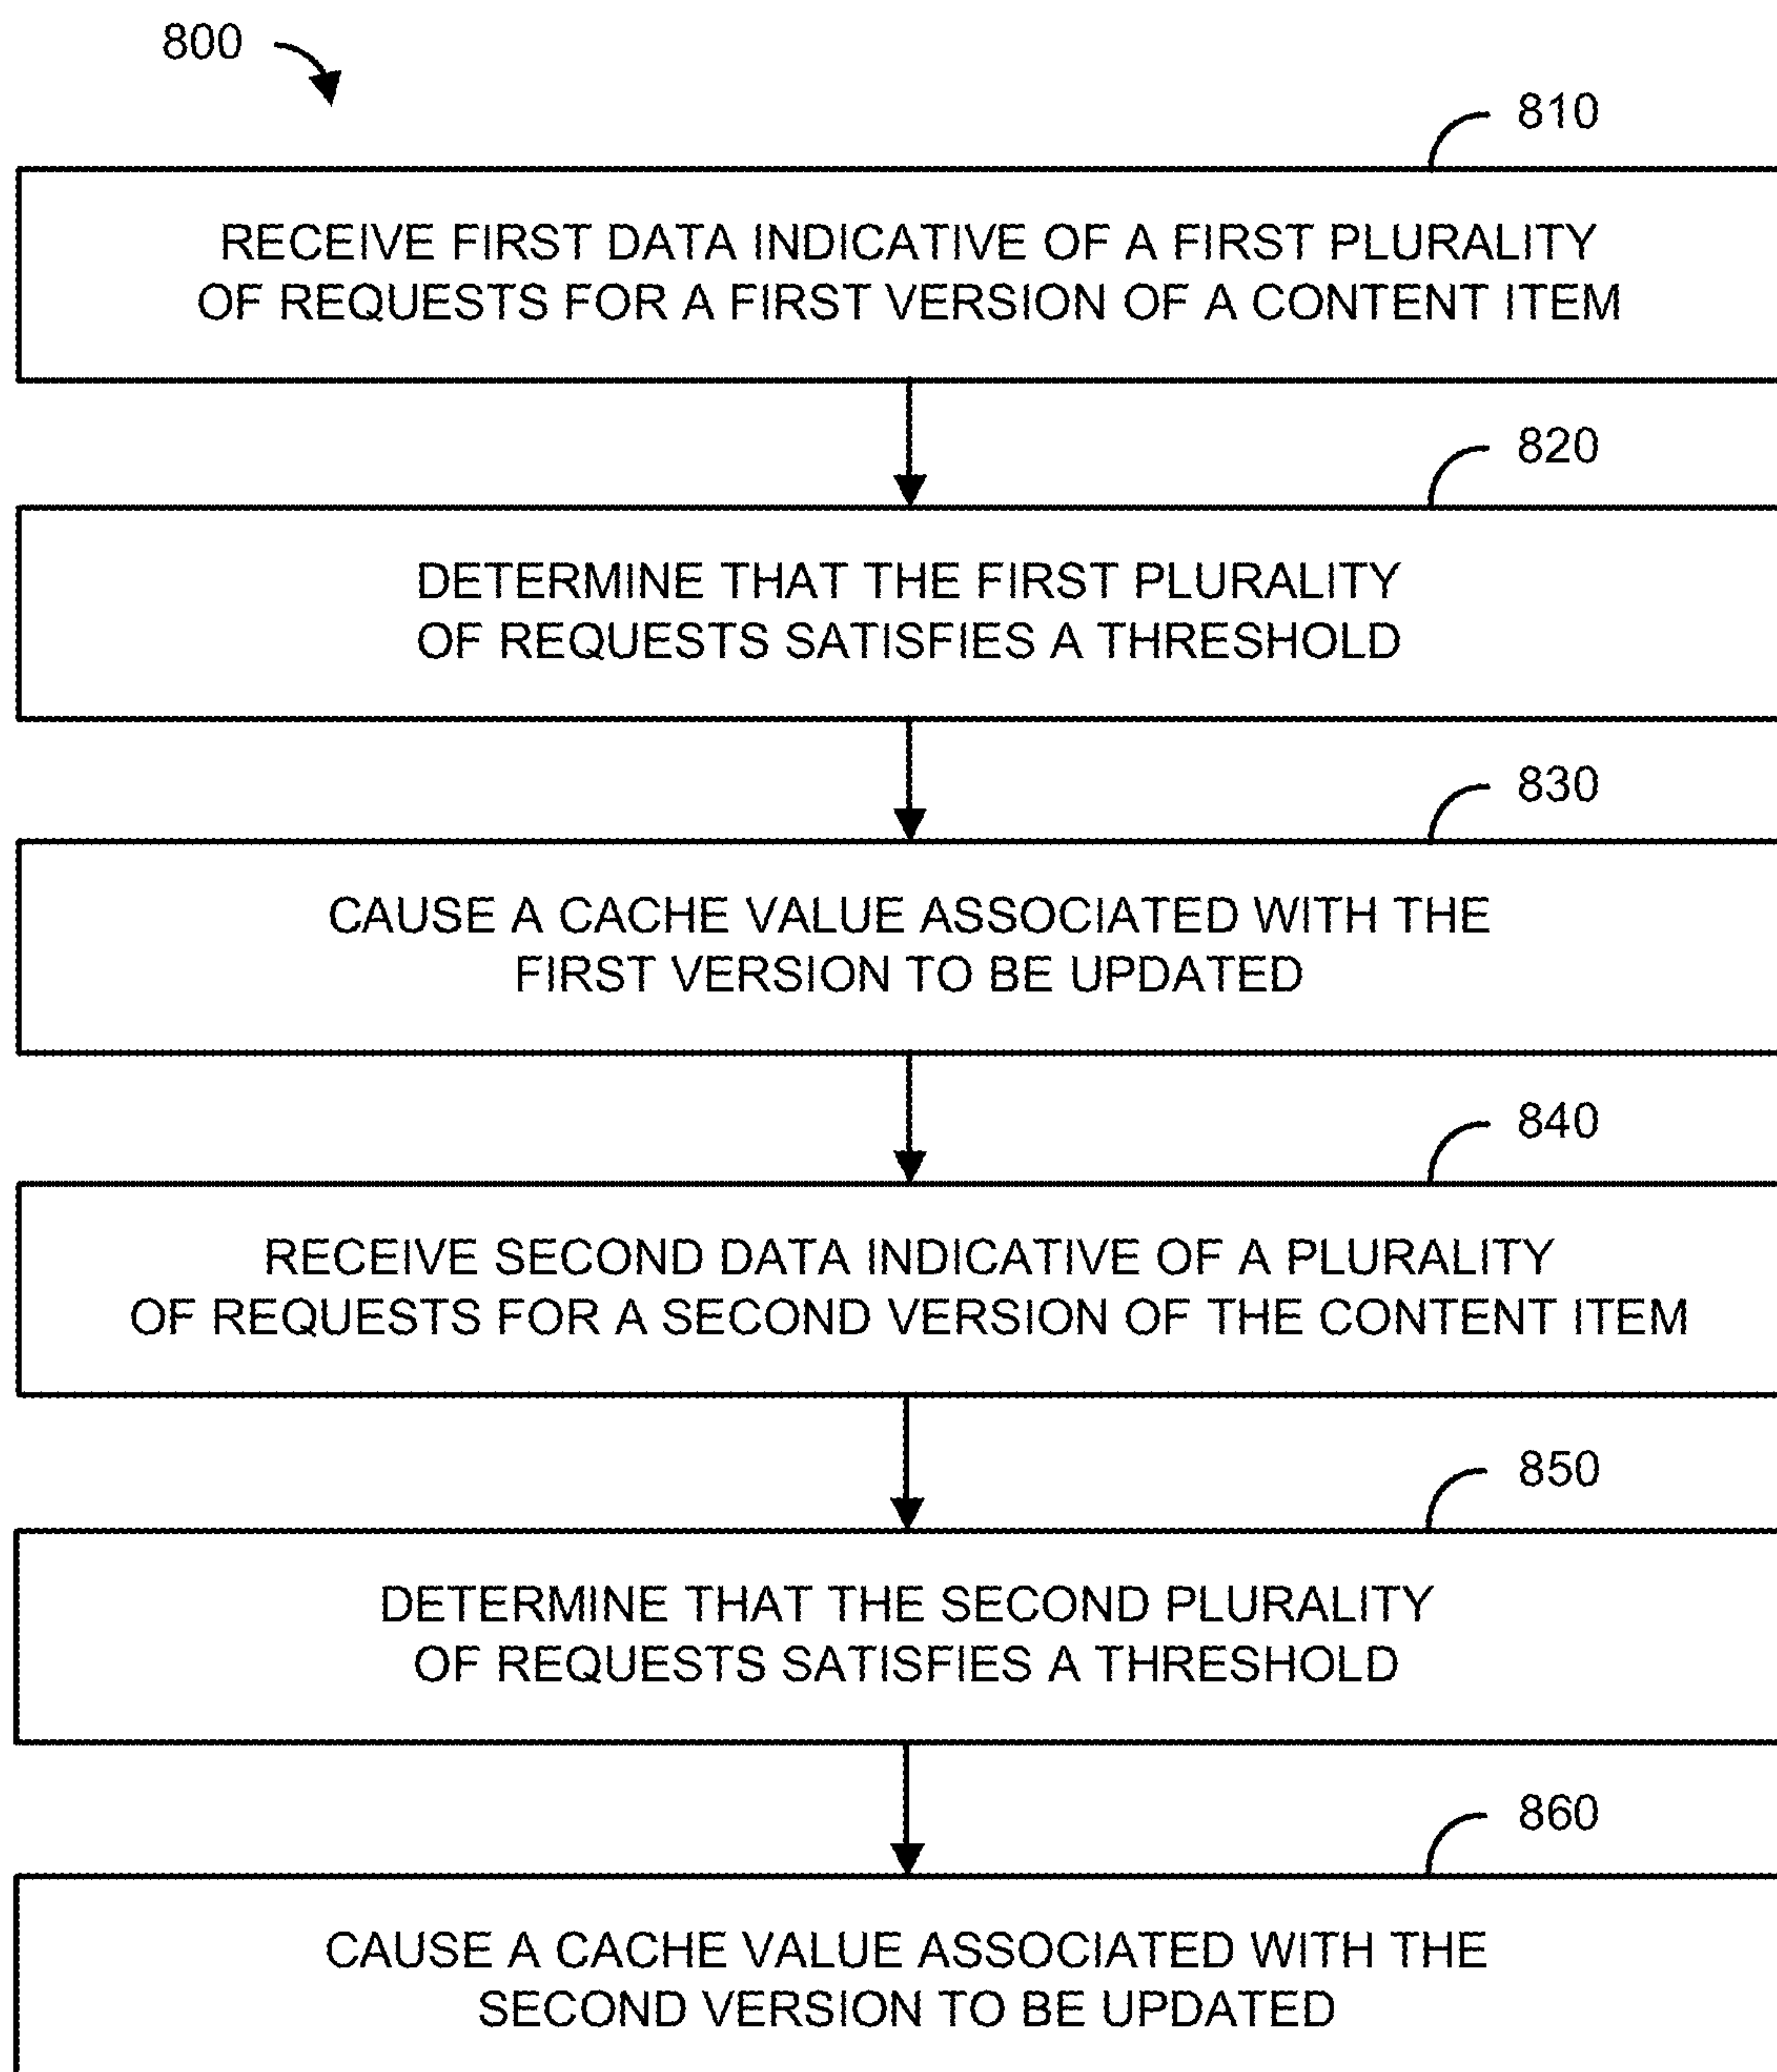 800
810
RECEIVE FIRST DATA INDICATIVE OF A FIRST PLURALITY
OF REQUESTS FOR A FIRST VERSION OF A CONTENT ITEM
820
DETERMINE THAT THE FIRST PLURALITY
OF REQUESTS SATISFIES A THRESHOLD
830
CAUSE A CACHE VALUE ASSOCIATED WITH THE
FIRST VERSION TO BE UPDATED
840
RECEIVE SECOND DATA INDICATIVE OF A PLURALITY
OF REQUESTS FOR A SECOND VERSION OF THE CONTENT ITEM
850
DETERMINE THAT THE SECOND PLURALITY
OF REQUESTS SATISFIES A THRESHOLD
860
CAUSE A CACHE VALUE ASSOCIATED WITH THE
SECOND VERSION TO BE UPDATED